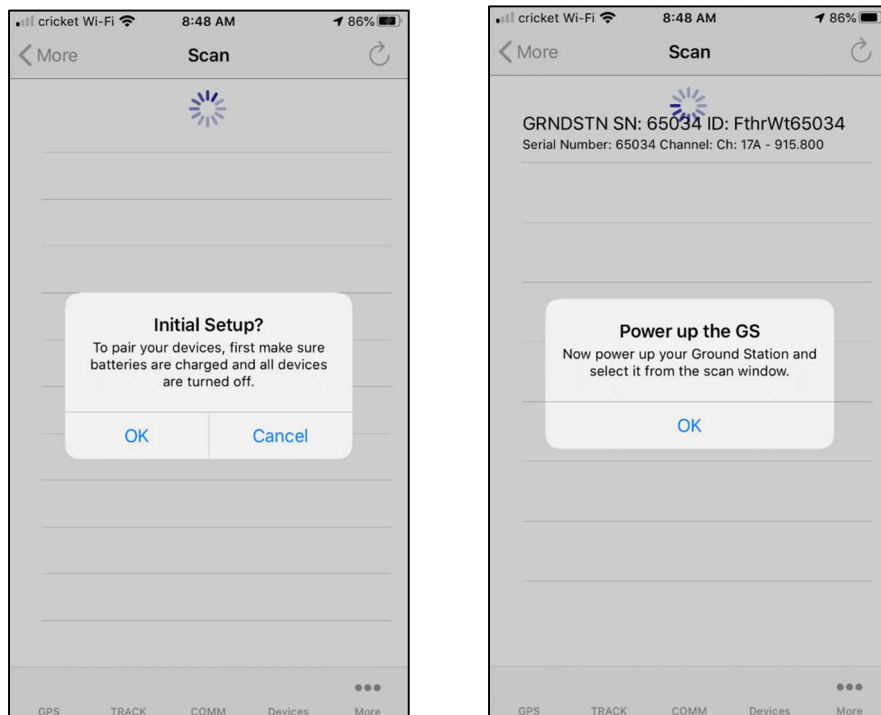 cricket Wi-Fi 8:48 AM 86%
More Scan
Initial Setup?
To pair your devices, first make sure
batteries are charged and all devices
are turned off.
OK Cancel
GPS TRACK COMM Devices More
cricket Wi-Fi 8:48 AM 86%
More Scan
GRNDSTN SN: 65034 ID: FthrWt65034
Serial Number: 65034 Channel: Ch: 17A - 915.800
Power up the GS
Now power up your Ground Station and
select it from the scan window.
OK
GPS TRACK COMM Devices More